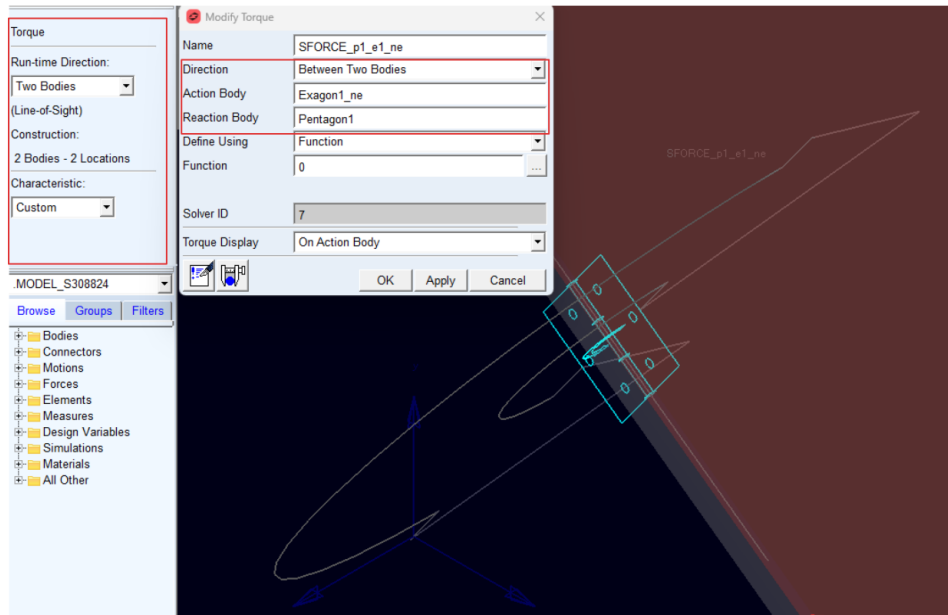 Torque
Run-time Direction:
Two Bodies
(Line-of-Sight)
Construction:
2 Bodies - 2 Locations
Characteristic:
Custom
.MODEL_S308824
Browse Groups Filters
Bodies
Connectors
Motions
Forces
Elements
Measures
Design Variables
Simulations
Materials
All Other
Modify Torque
Name SFORCE_p1_e1_ne
Direction Between Two Bodies
Action Body Exagon1_ne
Reaction Body Pentagon1
Define Using Function
Function 0 ...
Solver ID 7
Torque Display On Action Body
OK Apply Cancel
SFORCE_p1_e1_ne